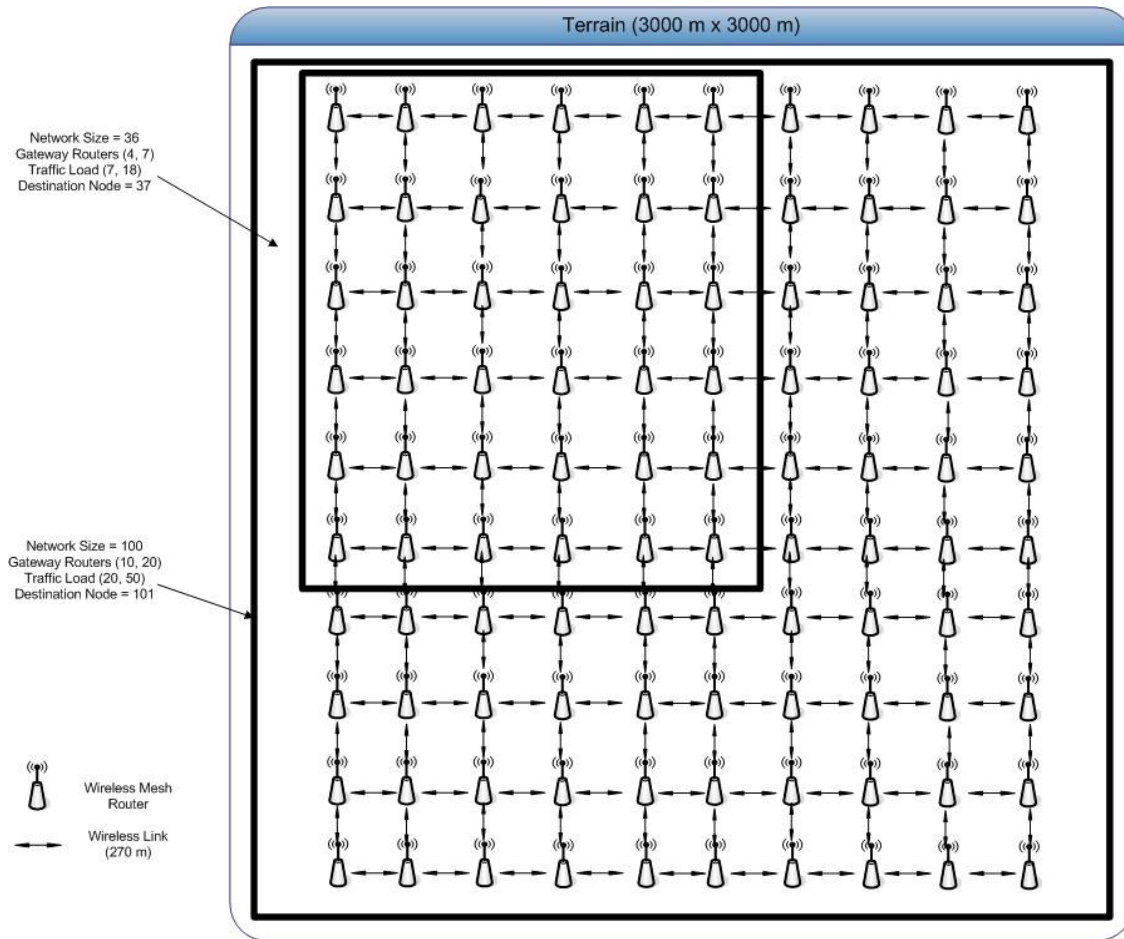 Terrain (3000 m x 3000 m)
Network Size = 36
Gateway Routers (4, 7)
Traffic Load (7, 18)
Destination Node = 37
Network Size = 100
Gateway Routers (10, 20)
Traffic Load (20, 50)
Destination Node = 101
Wireless Mesh
Router
Wireless Link
(270 m)